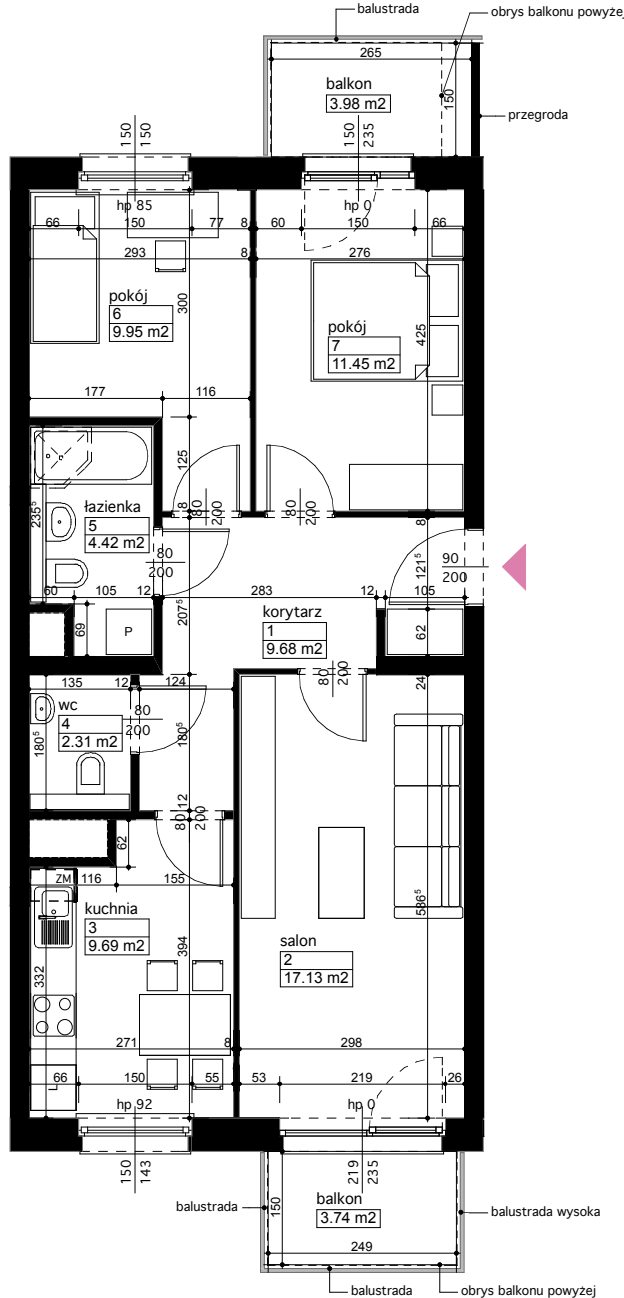 balustrada
obrys balkonu powyżej
265
balkon
3.98 m2
150
przegroda
150
150
150
235
hp 85
hp 0
66
150
77
8
60
150
66
293
8
276
300
pokój
6
9.95 m2
pokój
7
11.45 m2
425
177
116
125
łazienka
5
4.42 m2
235⁵
8
80
200
80
200
8
80
200
121⁵
90
200
60
105
12
283
12
105
207⁵
korytarz
1
9.68 m2
69
P
62
80
200
24
135
12
124
wc
4
2.31 m2
80
200
180⁵
180⁵
12
80
200
62
ZM
116
155
kuchnia
3
9.69 m2
394
332
586⁵
salon
2
17.13 m2
271
8
298
66
150
55
53
219
26
L
hp 92
hp 0
150
143
219
235
balustrada
150
balkon
3.74 m2
balustrada wysoka
249
balustrada
obrys balkonu powyżej